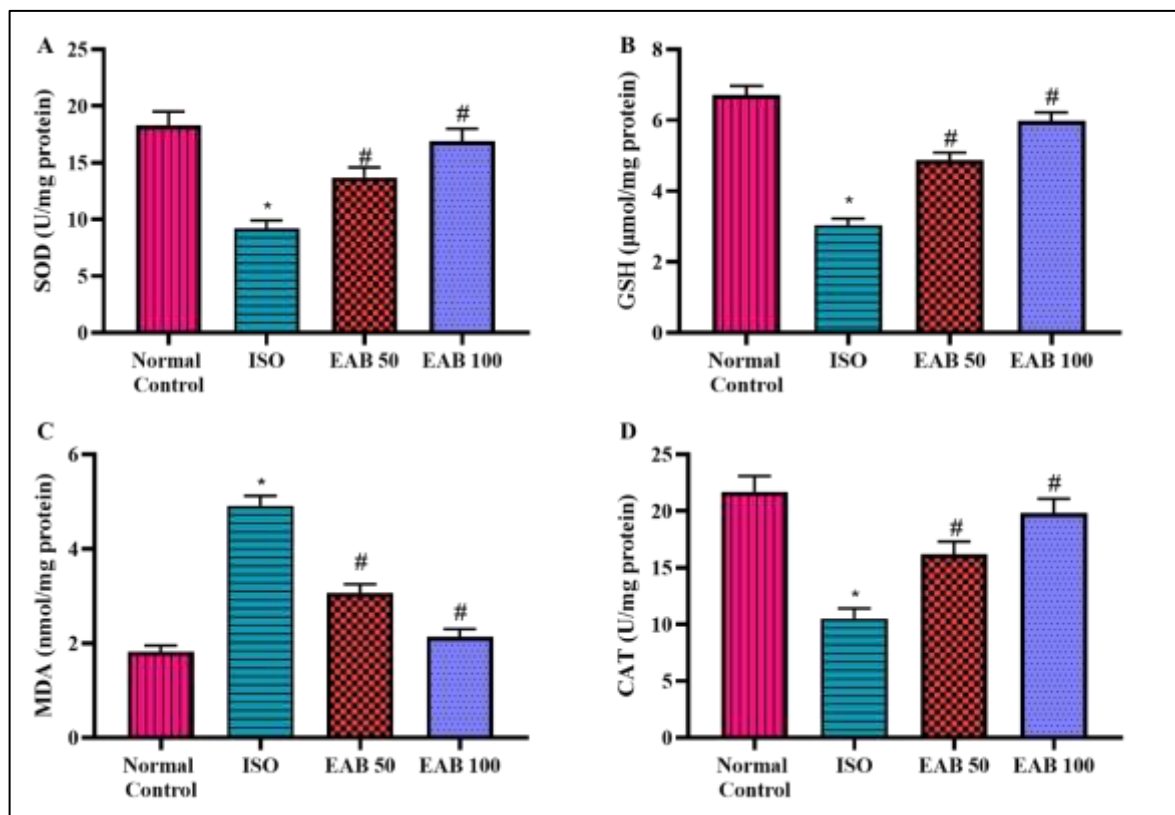 A
SOD (U/mg protein)
25
20
15
10
5
0
*
#
#
Normal
Control
ISO
EAB 50
EAB 100
B
GSH (µmol/mg protein)
8
6
4
2
0
*
#
#
Normal
Control
ISO
EAB 50
EAB 100
C
MDA (nmol/mg protein)
6
4
2
0
*
#
#
Normal
Control
ISO
EAB 50
EAB 100
D
CAT (U/mg protein)
25
20
15
10
5
0
*
#
#
Normal
Control
ISO
EAB 50
EAB 100